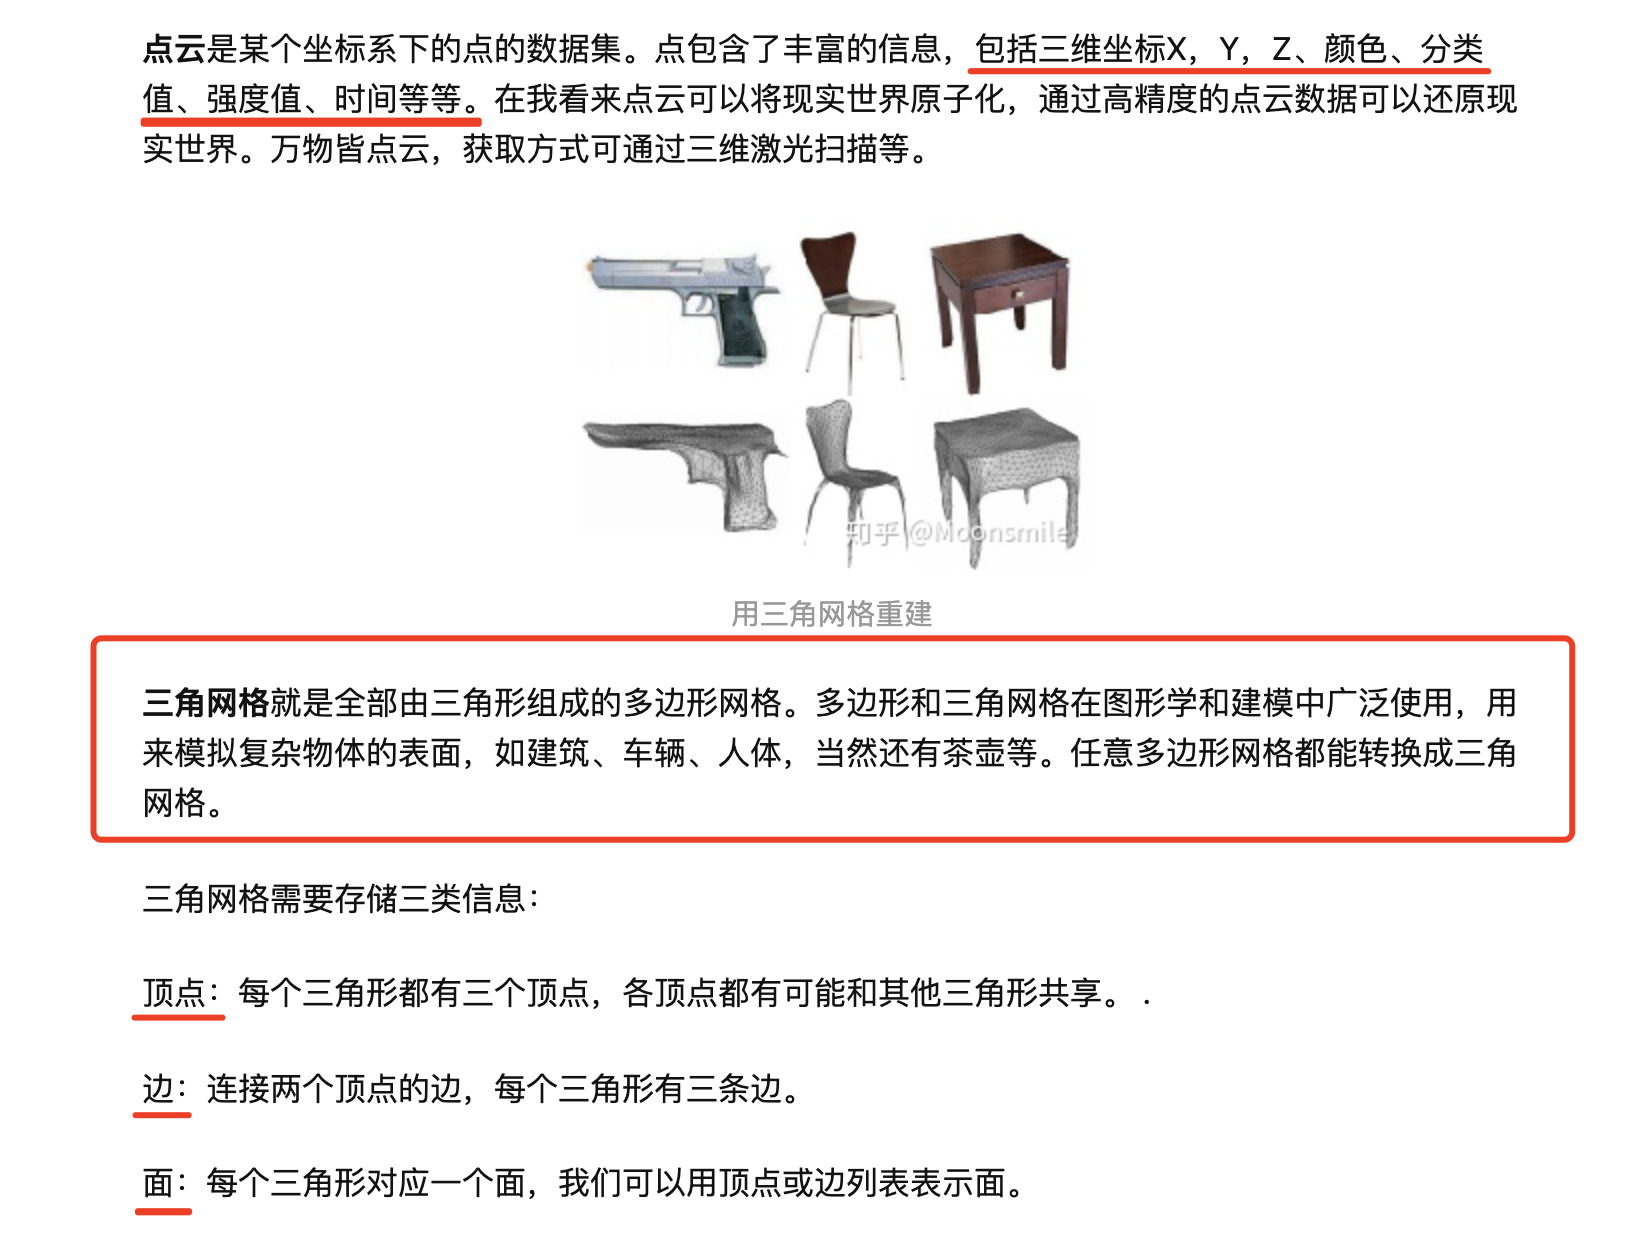 点云是某个坐标系下的点的数据集。点包含了丰富的信息，包括三维坐标X，Y，Z、颜色、分类
值、强度值、时间等等。在我看来点云可以将现实世界原子化，通过高精度的点云数据可以还原现
实世界。万物皆点云，获取方式可通过三维激光扫描等。
知乎 @Moonsmile
用三角网格重建
三角网格就是全部由三角形组成的多边形网格。多边形和三角网格在图形学和建模中广泛使用，用
来模拟复杂物体的表面，如建筑、车辆、人体，当然还有茶壶等。任意多边形网格都能转换成三角
网格。
三角网格需要存储三类信息：
顶点：每个三角形都有三个顶点，各顶点都有可能和其他三角形共享。 .
边：连接两个顶点的边，每个三角形有三条边。
面：每个三角形对应一个面，我们可以用顶点或边列表表示面。